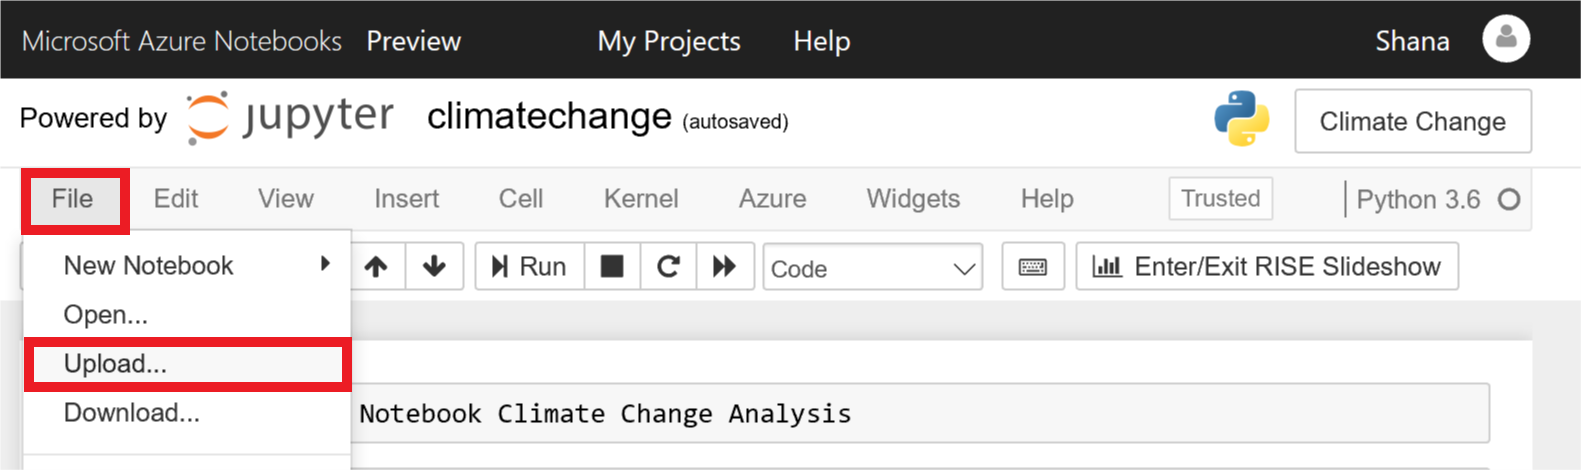 Microsoft Azure Notebooks Preview My Projects Help Shana
Powered by jupyter climatechange (autosaved) Climate Change
File Edit View Insert Cell Kernel Azure Widgets Help Trusted Python 3.6
Run Code Enter/Exit RISE Slideshow
New Notebook
Open...
Upload...
Download...
Notebook Climate Change Analysis